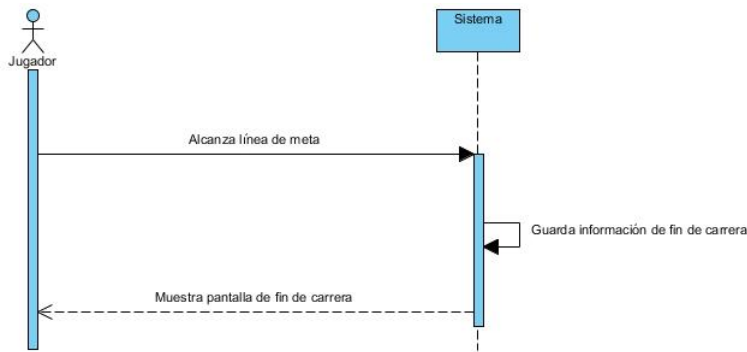 Sistema
Jugador
Alcanza línea de meta
Guarda información de fin de carrera
Muestra pantalla de fin de carrera